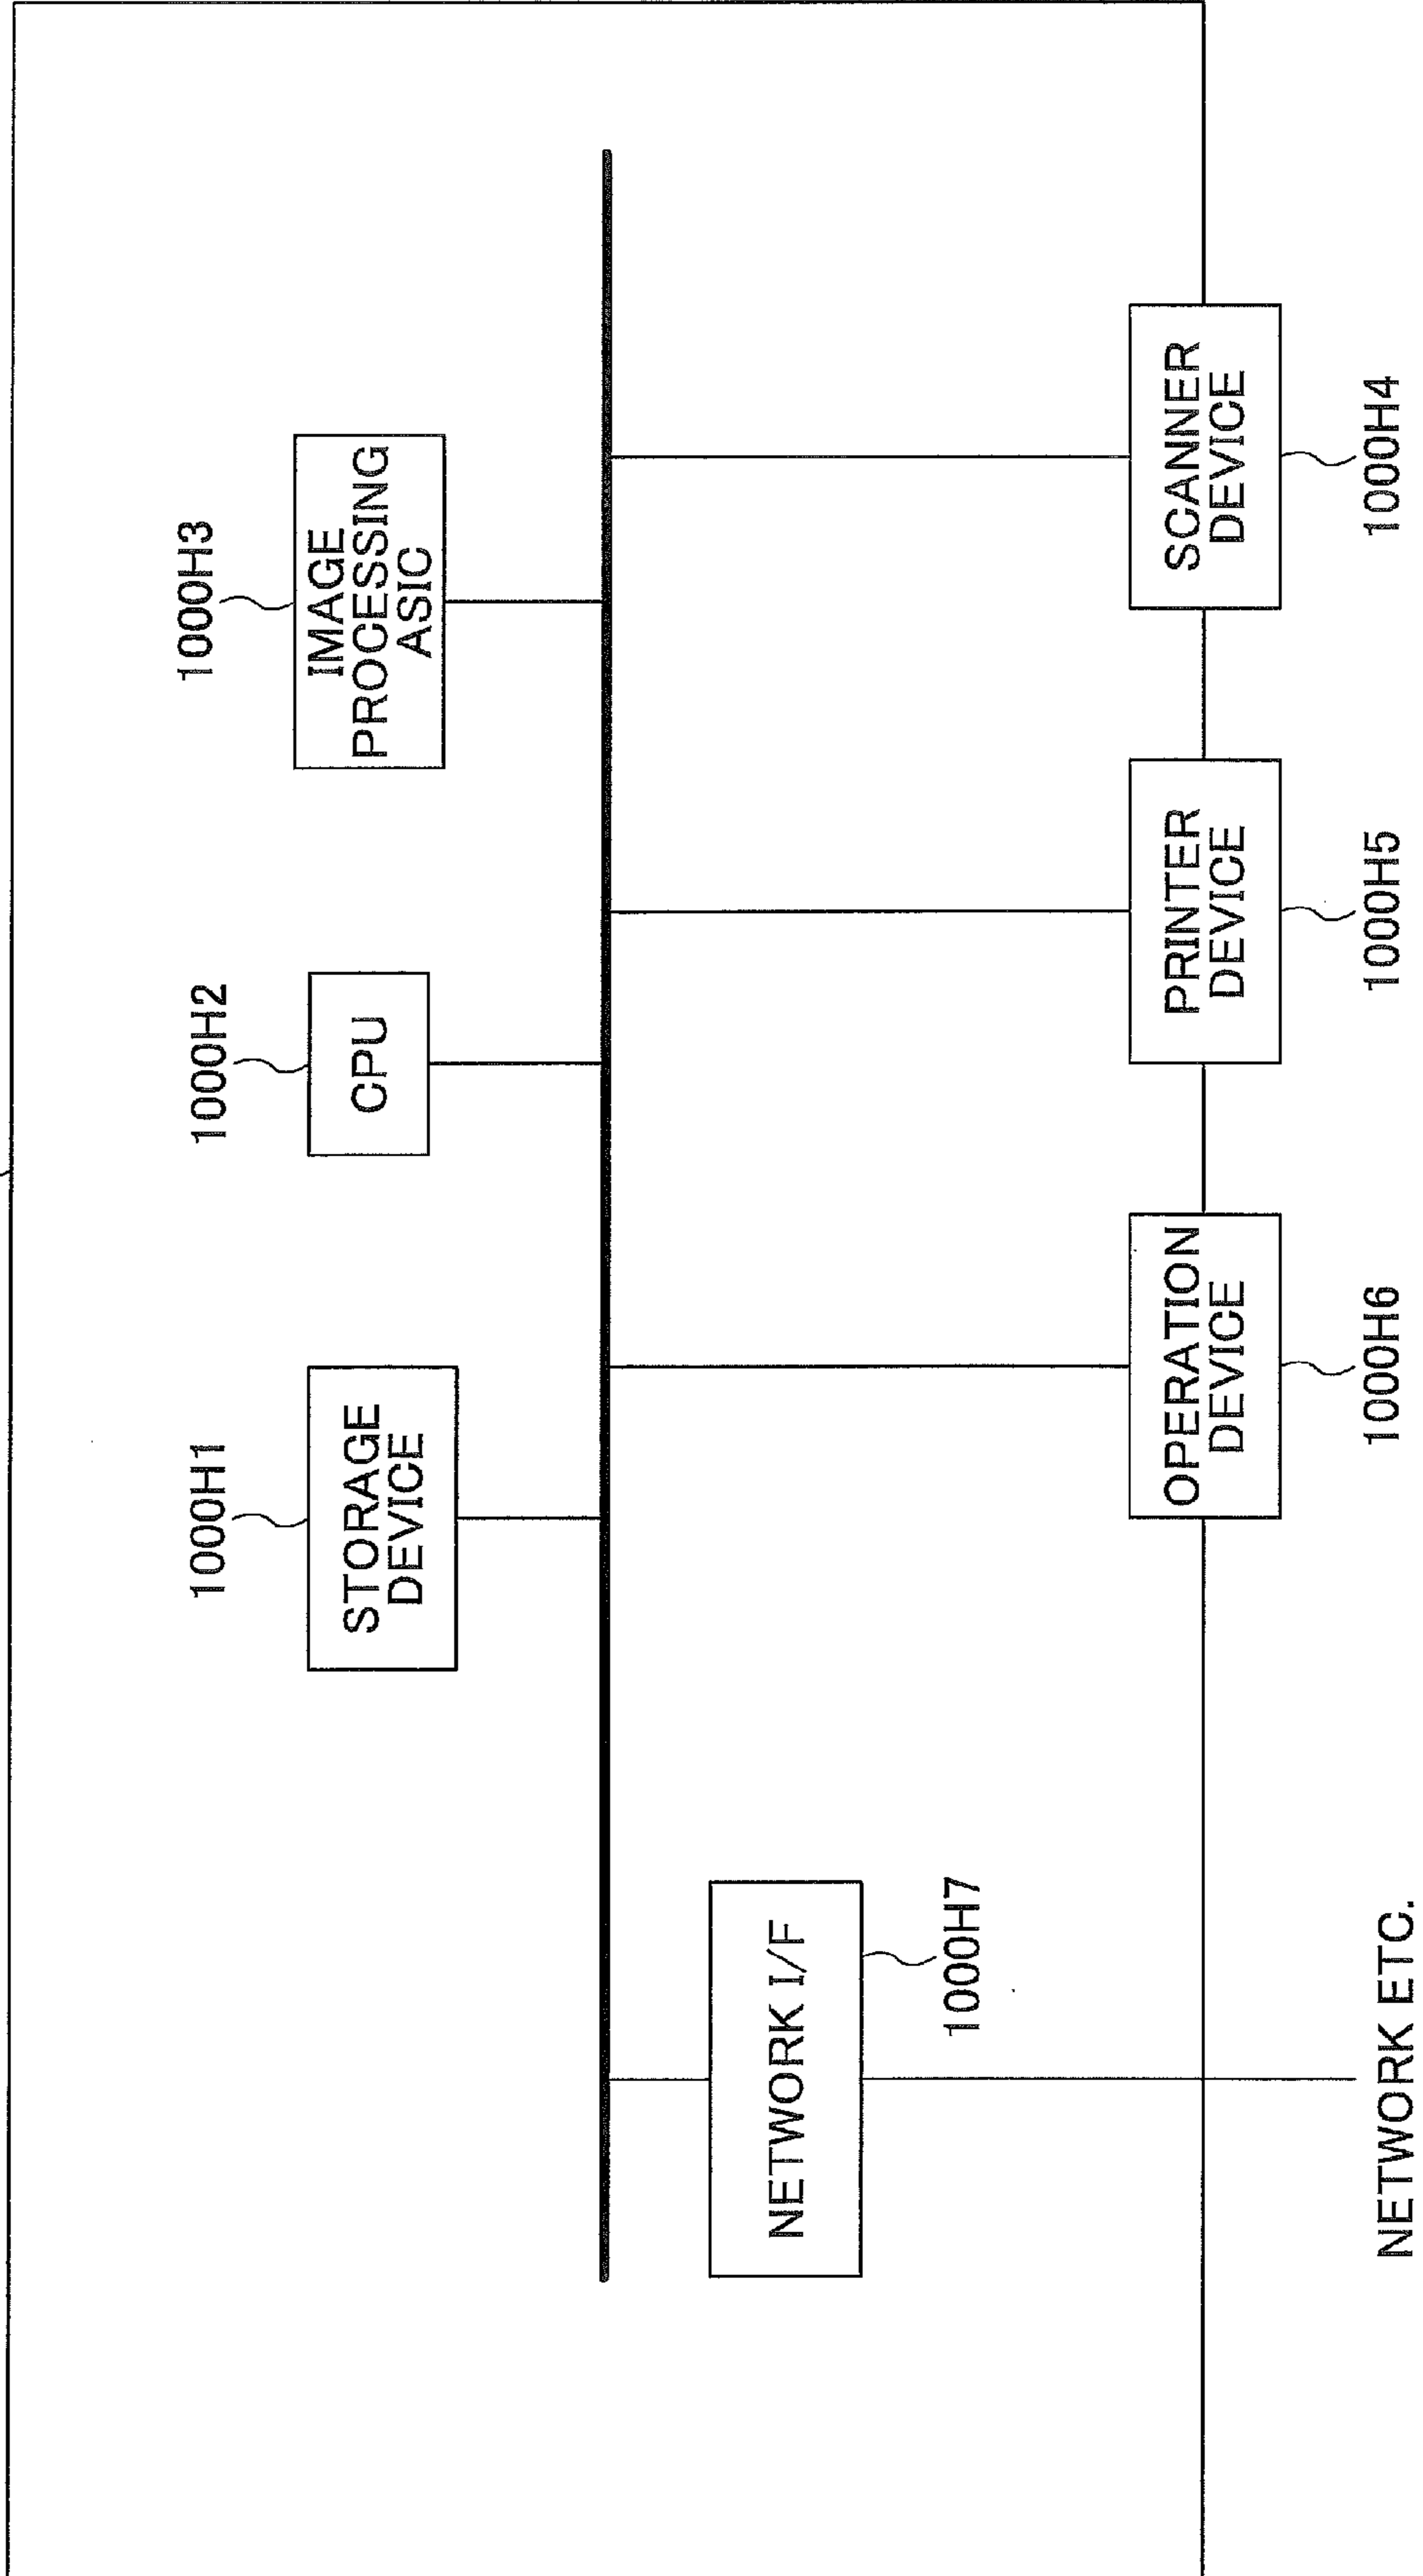 1000H1
STORAGE
DEVICE
1000H2
CPU
1000H3
IMAGE
PROCESSING
ASIC
NETWORK I/F
1000H7
OPERATION
DEVICE
1000H6
PRINTER
DEVICE
1000H5
SCANNER
DEVICE
1000H4
NETWORK ETC.